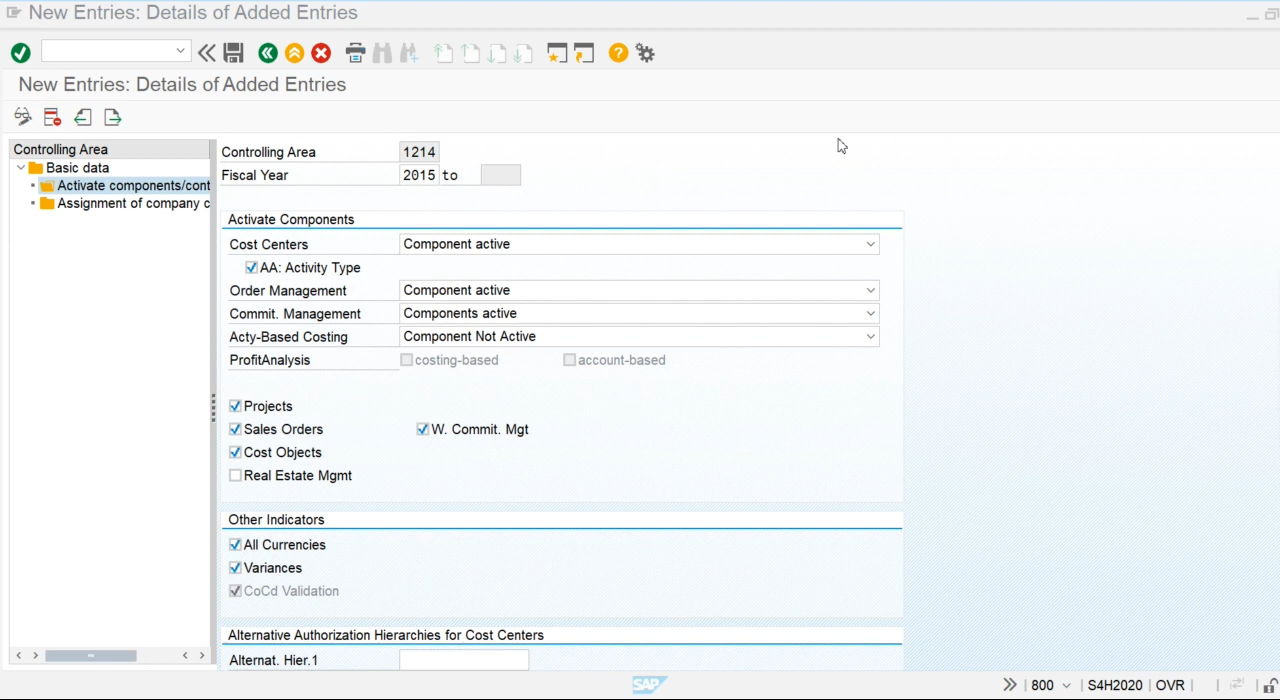 New Entries: Details of Added Entries
New Entries: Details of Added Entries
Controlling Area
Basic data
Activate components/cont
Assignment of company c
Controlling Area 1214
Fiscal Year 2015 to
Activate Components
Cost Centers Component active
AA: Activity Type
Order Management Component active
Commit. Management Components active
Acty-Based Costing Component Not Active
ProfitAnalysis costing-based account-based
Projects
Sales Orders W. Commit. Mgt
Cost Objects
Real Estate Mgmt
Other Indicators
All Currencies
Variances
CoCd Validation
Alternative Authorization Hierarchies for Cost Centers
Alternat. Hier.1
SAP 800 S4H2020 OVR